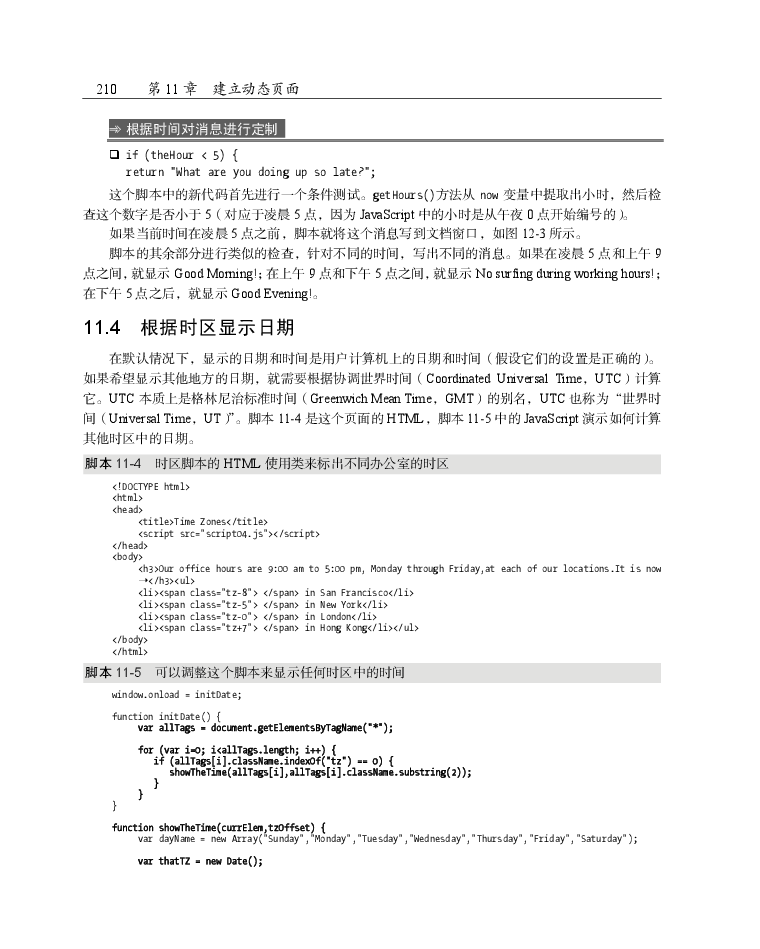 210 第 11 章 建立动态页面
➾ 根据时间对消息进行定制
❑ if (theHour < 5) {
return "What are you doing up so late?";
这个脚本中的新代码首先进行一个条件测试。getHours()方法从 now 变量中提取出小时，然后检
查这个数字是否小于 5（对应于凌晨 5 点，因为 JavaScript 中的小时是从午夜 0 点开始编号的）。
如果当前时间在凌晨 5 点之前，脚本就将这个消息写到文档窗口，如图 12-3 所示。
脚本的其余部分进行类似的检查，针对不同的时间，写出不同的消息。如果在凌晨 5 点和上午 9
点之间，就显示 Good Morning!；在上午 9 点和下午 5 点之间，就显示 No surfing during working hours!；
在下午 5 点之后，就显示 Good Evening!。
11.4 根据时区显示日期
在默认情况下，显示的日期和时间是用户计算机上的日期和时间（假设它们的设置是正确的）。
如果希望显示其他地方的日期，就需要根据协调世界时间（Coordinated Universal Time，UTC）计算
它。UTC 本质上是格林尼治标准时间（Greenwich Mean Time，GMT）的别名，UTC 也称为“世界时
间（Universal Time，UT）”。脚本 11-4 是这个页面的 HTML，脚本 11-5 中的 JavaScript 演示如何计算
其他时区中的日期。
脚本 11-4 时区脚本的 HTML 使用类来标出不同办公室的时区
<!DOCTYPE html>
<html>
<head>
<title>Time Zones</title>
<script src="script04.js"></script>
</head>
<body>
<h3>Our office hours are 9:00 am to 5:00 pm, Monday through Friday,at each of our locations.It is now
➝</h3><ul>
<li><span class="tz-8"> </span> in San Francisco</li>
<li><span class="tz-5"> </span> in New York</li>
<li><span class="tz-0"> </span> in London</li>
<li><span class="tz+7"> </span> in Hong Kong</li></ul>
</body>
</html>
脚本 11-5 可以调整这个脚本来显示任何时区中的时间
window.onload = initDate;
function initDate() {
var allTags = document.getElementsByTagName("*");
for (var i=0; i<allTags.length; i++) {
if (allTags[i].className.indexOf("tz") == 0) {
showTheTime(allTags[i],allTags[i].className.substring(2));
}
}
}
function showTheTime(currElem,tzOffset) {
var dayName = new Array("Sunday","Monday","Tuesday","Wednesday","Thursday","Friday","Saturday");
var thatTZ = new Date();